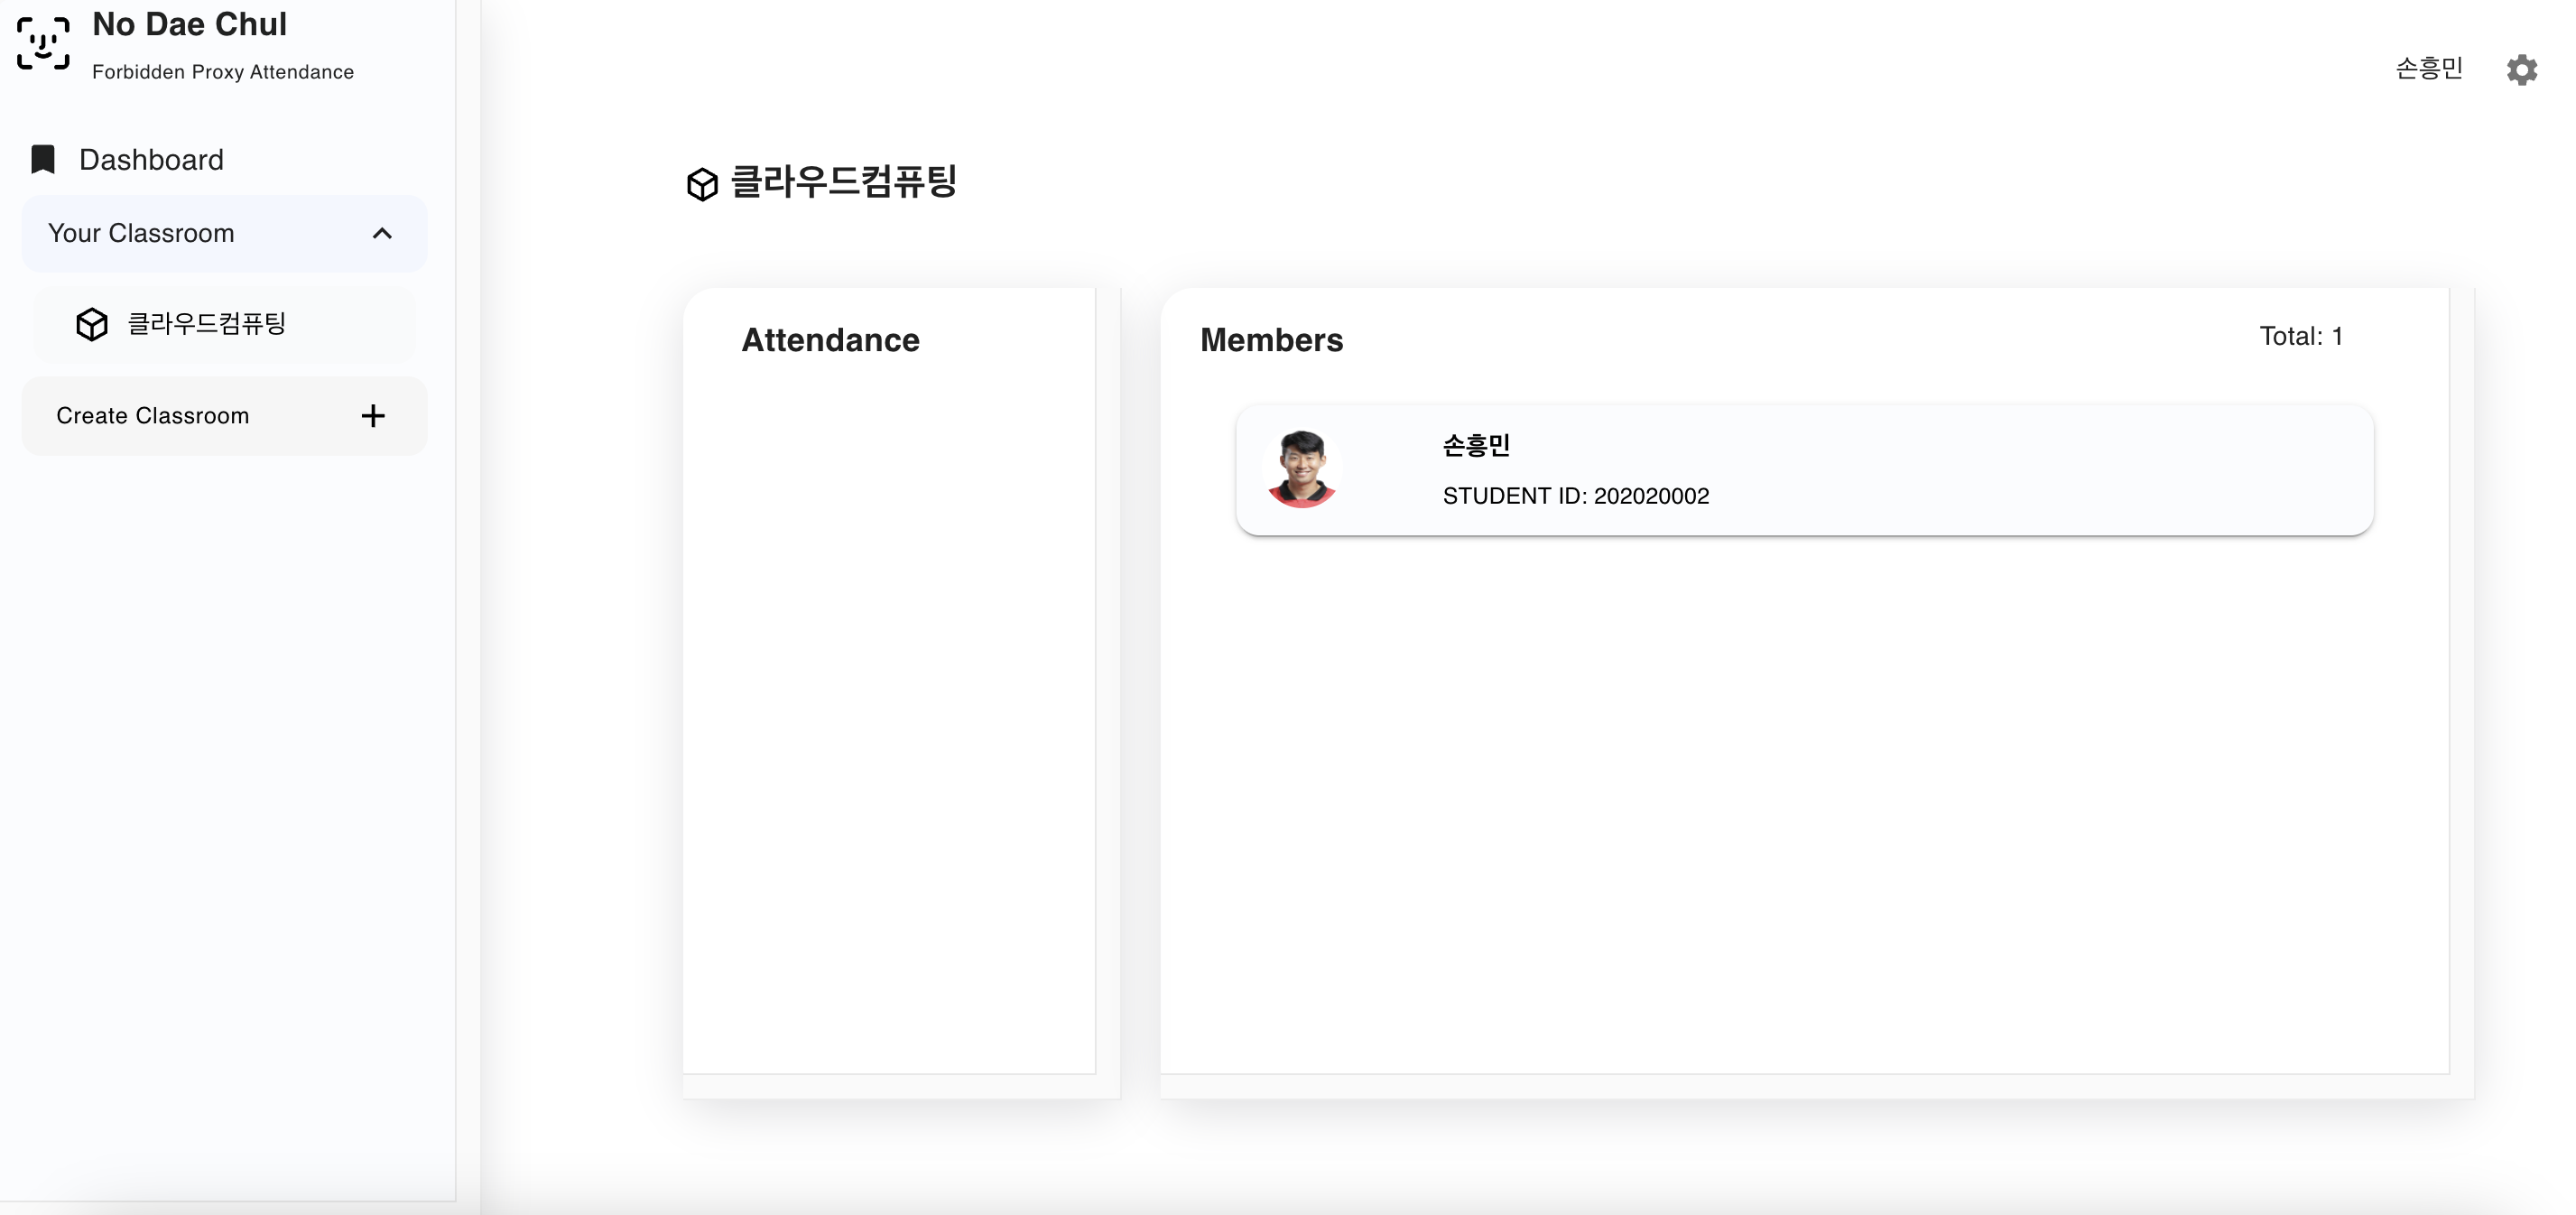 No Dae Chul
Forbidden Proxy Attendance
손흥민
Dashboard
Your Classroom
클라우드컴퓨팅
Create Classroom
클라우드컴퓨팅
Attendance
Members
Total: 1
손흥민
STUDENT ID: 202020002